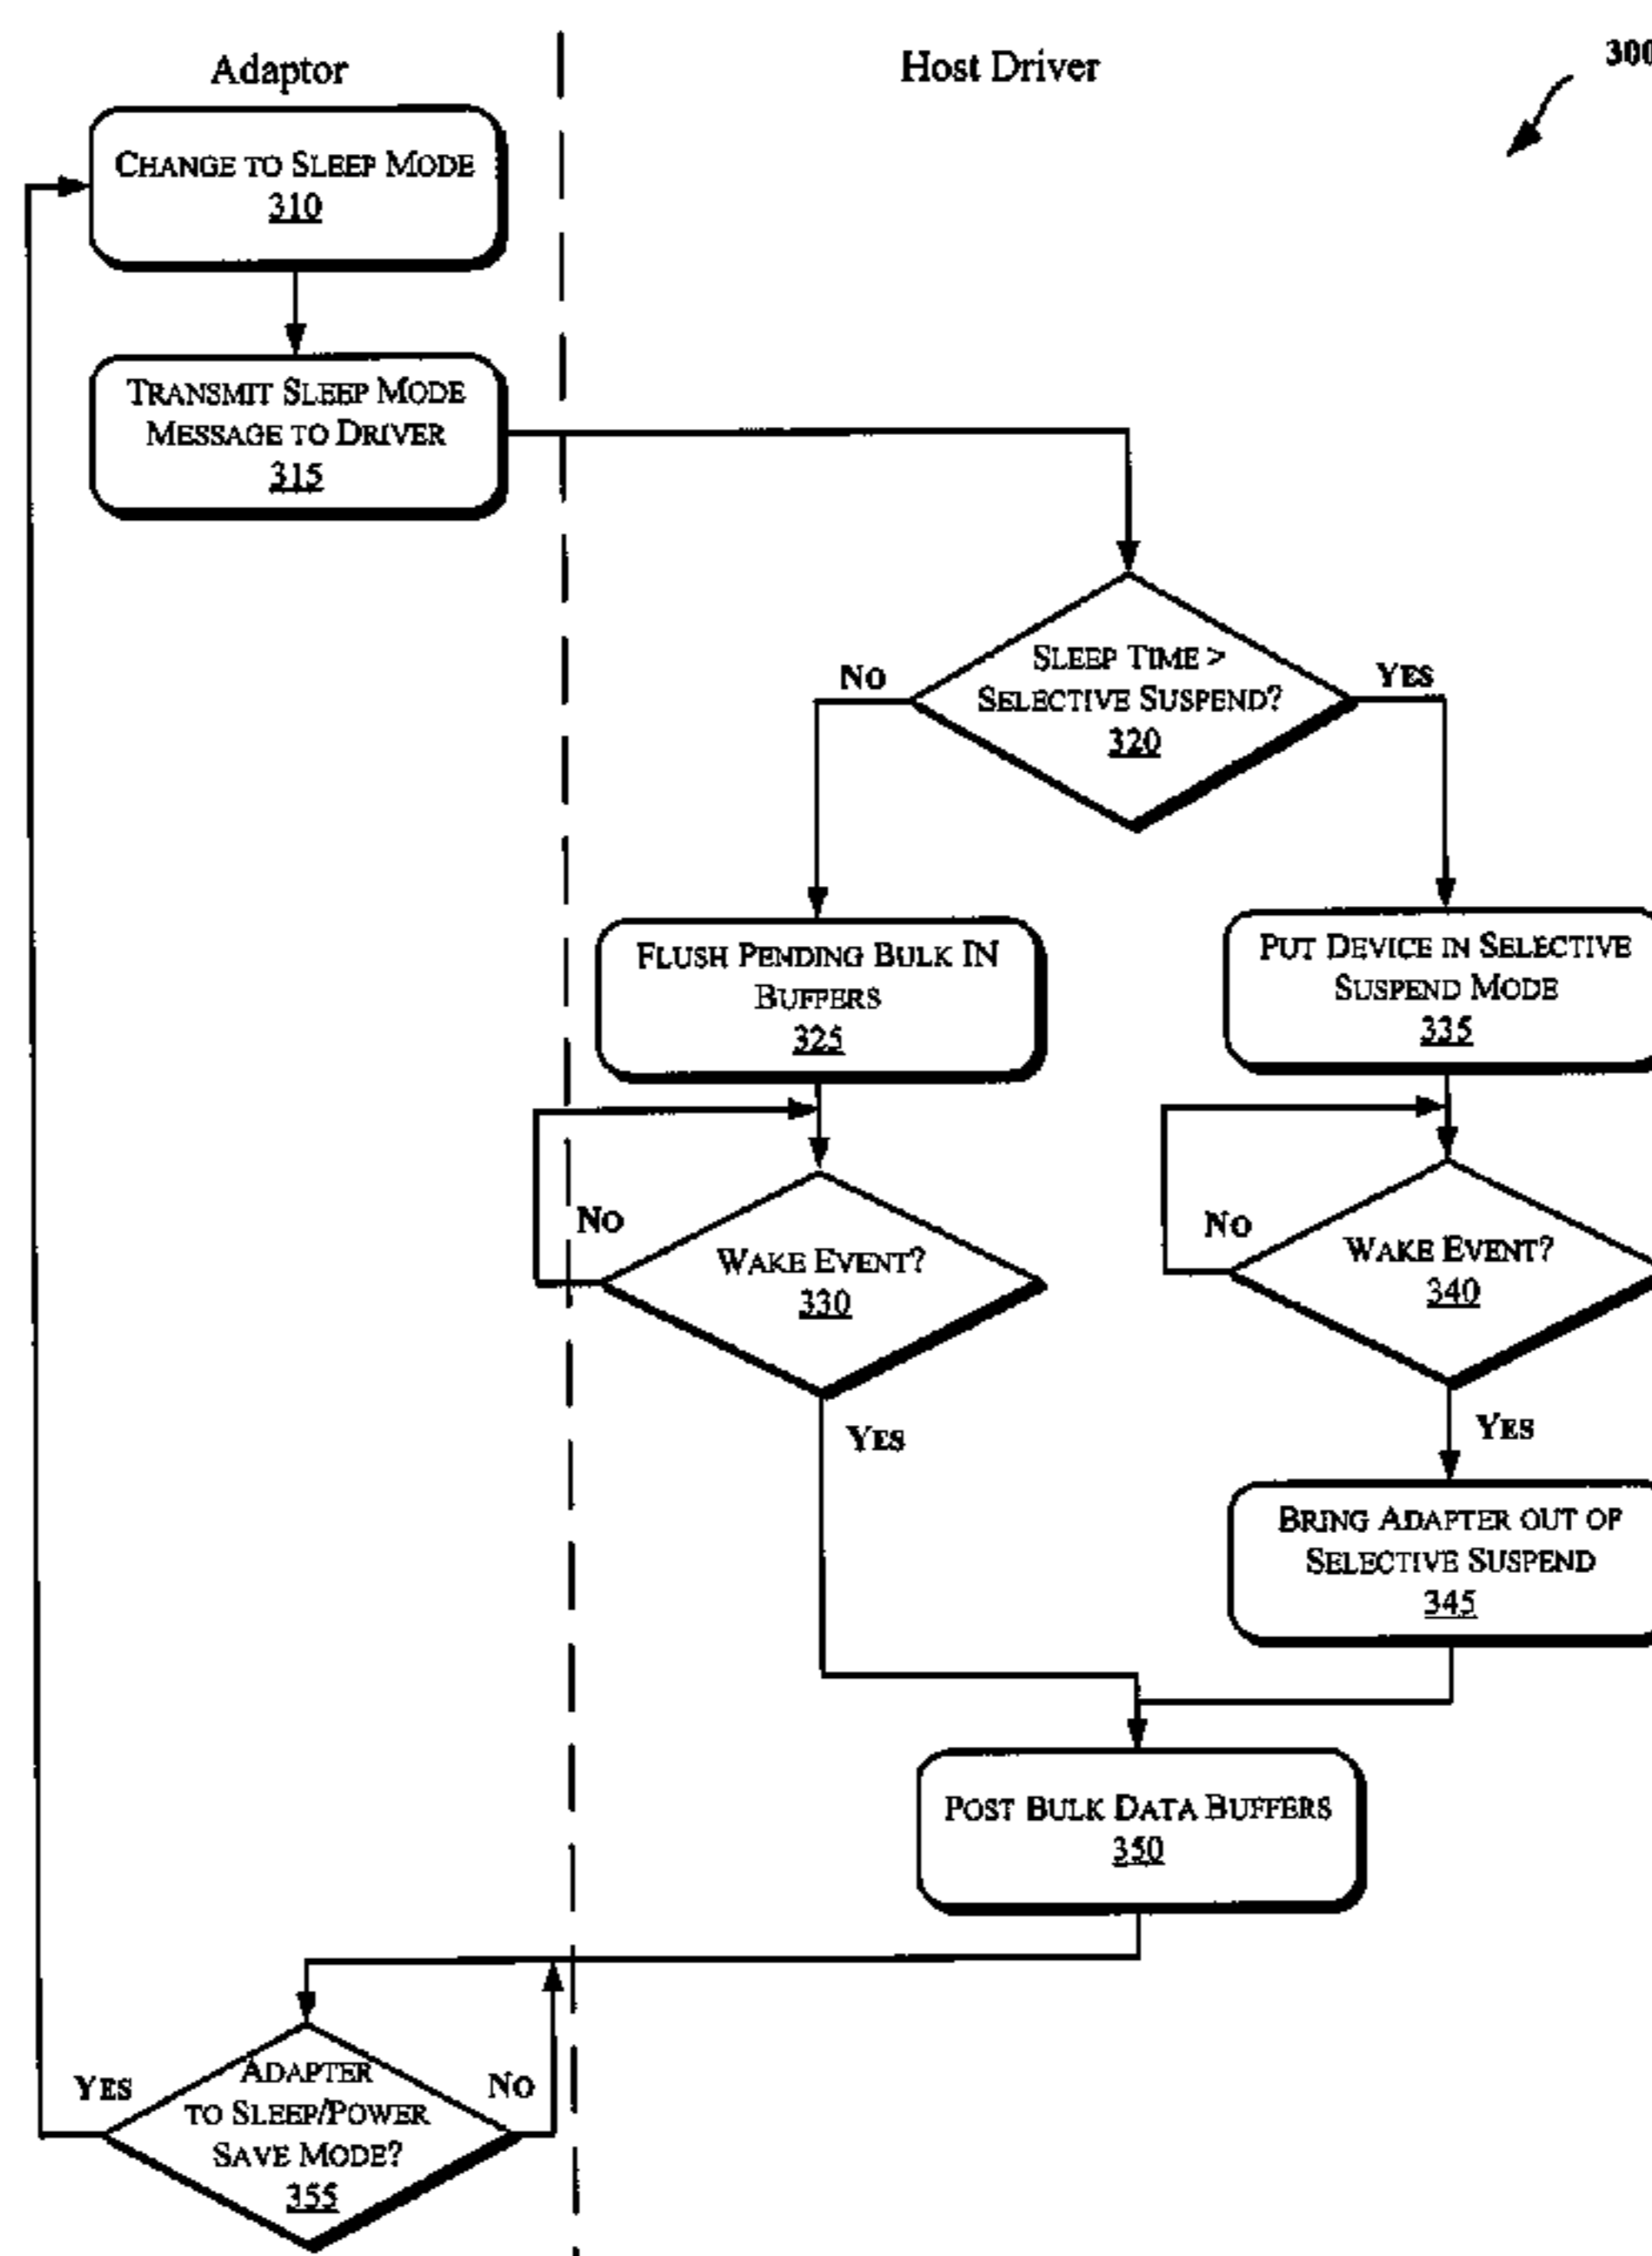 Adaptor
Host Driver
300
CHANGE TO SLEEP MODE
310
TRANSMIT SLEEP MODE
MESSAGE TO DRIVER
315
SLEEP TIME >
SELECTIVE SUSPEND?
320
NO
YES
FLUSH PENDING BULK IN
BUFFERS
325
PUT DEVICE IN SELECTIVE
SUSPEND MODE
335
NO
WAKE EVENT?
330
YES
NO
WAKE EVENT?
340
YES
BRING ADAPTER OUT OF
SELECTIVE SUSPEND
345
POST BULK DATA BUFFERS
350
YES
ADAPTER
TO SLEEP/POWER
SAVE MODE?
355
NO